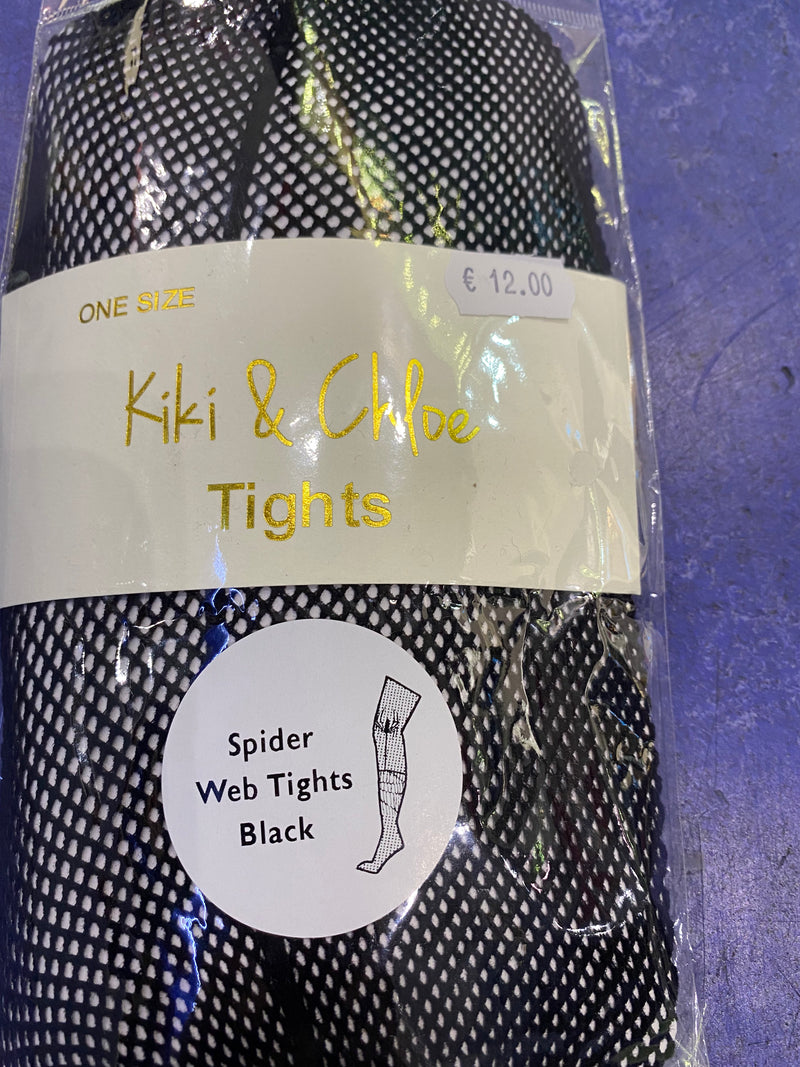 € 12.00
ONE SIZE
Kiki & Chloe
Tights
Spider
Web Tights
Black